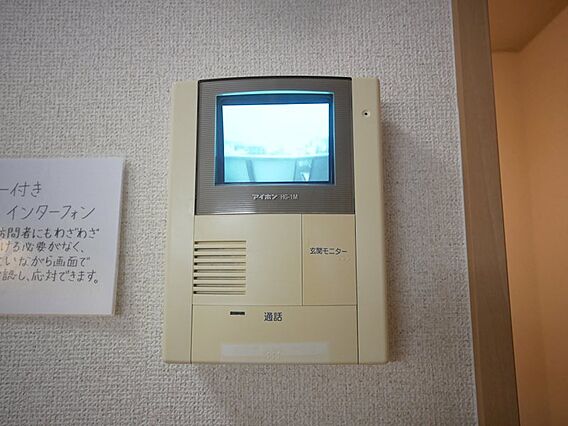 ー付き
インターフォン
訪問者にもわざわざ
ける必要がなく、
いながら画面で
認し、応対できます。
アイホン HG-1M
玄関モニター
通話